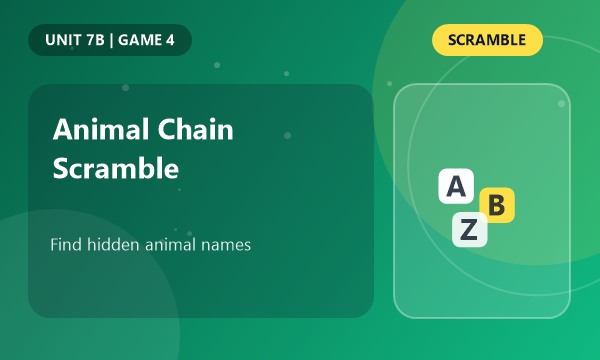 UNIT 7B | GAME 4
SCRAMBLE
Animal Chain
Scramble
Find hidden animal names
A
B
Z